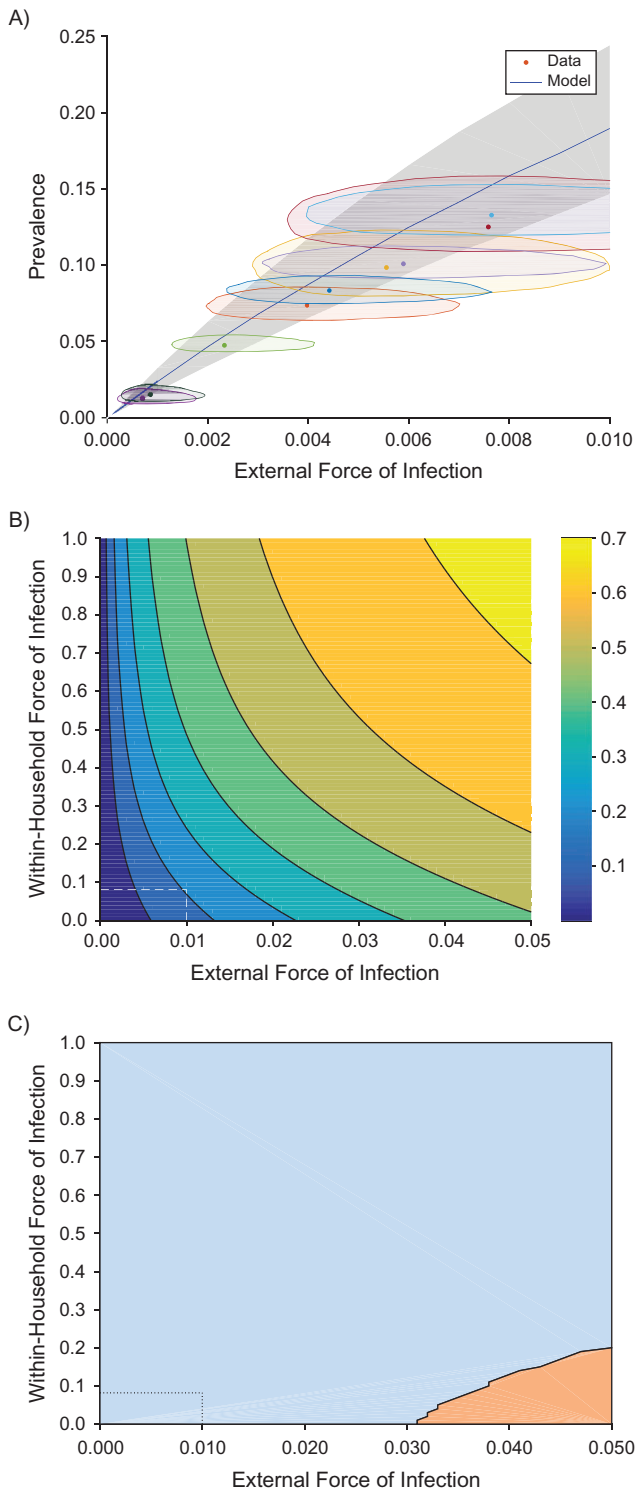 A)
0.25
0.20
0.15
0.10
0.05
0.00
Prevalence
Data
Model
0.000 0.002 0.004 0.006 0.008 0.010
External Force of Infection
B)
1.0
0.9
0.8
0.7
0.6
0.5
0.4
0.3
0.2
0.1
0.0
Within-Household Force of Infection
0.00 0.01 0.02 0.03 0.04 0.05
External Force of Infection
0.7
0.6
0.5
0.4
0.3
0.2
0.1
C)
1.0
0.9
0.8
0.7
0.6
0.5
0.4
0.3
0.2
0.1
0.0
Within-Household Force of Infection
0.000 0.010 0.020 0.030 0.040 0.050
External Force of Infection